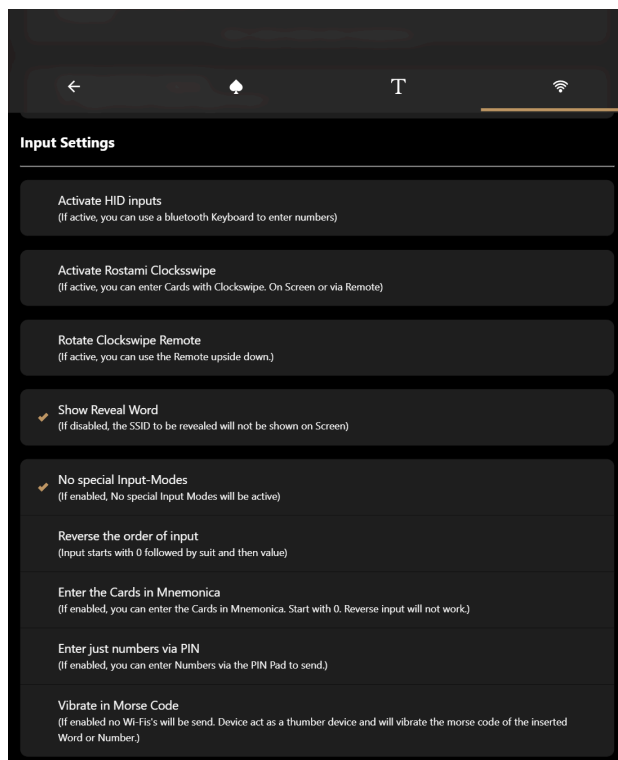 T
Input Settings
Activate HID inputs
(If active, you can use a bluetooth Keyboard to enter numbers)
Activate Rostami Clocksswipe
(If active, you can enter Cards with Clockswipe. On Screen or via Remote)
Rotate Clockswipe Remote
(If active, you can use the Remote upside down.)
Show Reveal Word
(If disabled, the SSID to be revealed will not be shown on Screen)
No special Input-Modes
(If enabled, No special Input Modes will be active)
Reverse the order of input
(Input starts with 0 followed by suit and then value)
Enter the Cards in Mnemonica
(If enabled, you can enter the Cards in Mnemonica. Start with 0. Reverse input will not work.)
Enter just numbers via PIN
(If enabled, you can enter Numbers via the PIN Pad to send.)
Vibrate in Morse Code
(If enabled no Wi-Fis's will be send. Device act as a thumber device and will vibrate the morse code of the inserted
Word or Number.)